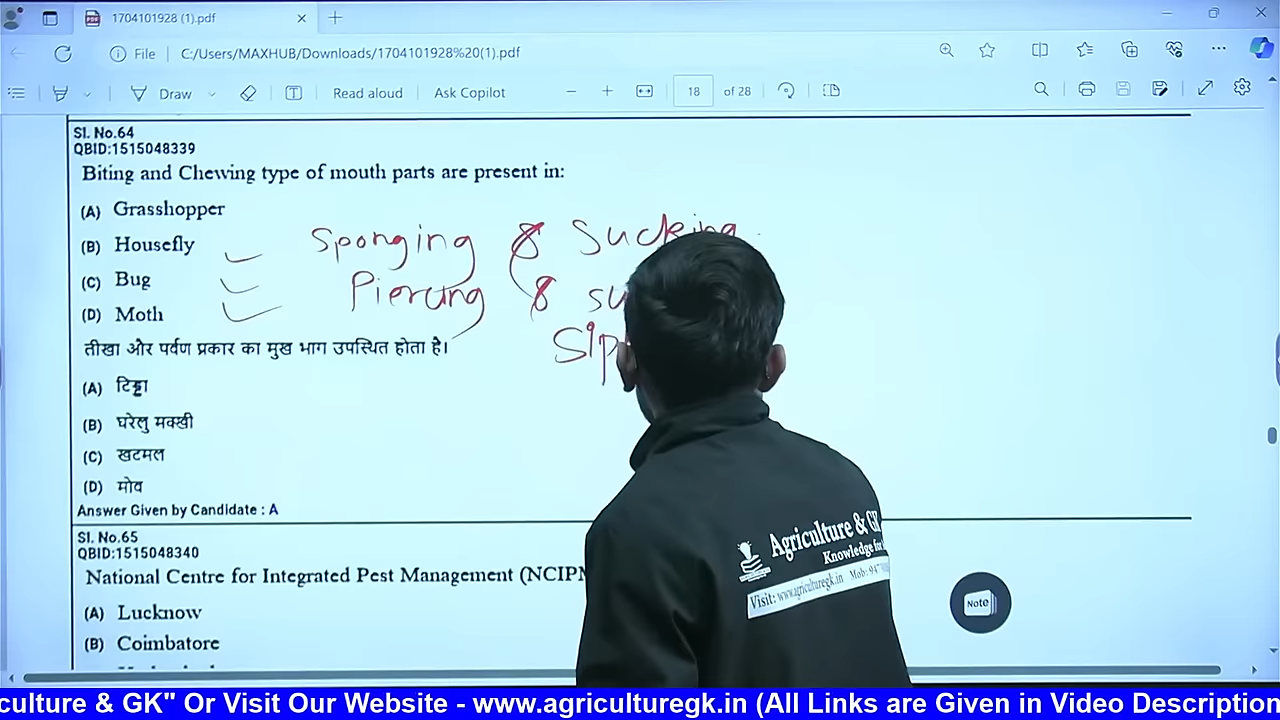 1704101928 (1).pdf
File
C:/Users/MAXHUB/Downloads/1704101928%20(1).pdf
Draw
Read aloud
Ask Copilot
18 of 28
Sl. No.64
QBID:1515048339
Biting and Chewing type of mouth parts are present in:
(A) Grasshopper
(B) Housefly
(C) Bug
(D) Moth
Sponging & Sucking
Piercing & su
Sip
तीखा और पर्वण प्रकार का मुख भाग उपस्थित होता है।
(A) टिड्डा
(B) घरेलु मक्खी
(C) खटमल
(D) मोव
Answer Given by Candidate : A
Sl. No.65
QBID:1515048340
National Centre for Integrated Pest Management (NCIPM
(A) Lucknow
(B) Coimbatore
Agriculture & GK
Knowledge for
Visit: www.agriculturegk.in Mob:
Note
culture & GK" Or Visit Our Website - www.agriculturegk.in (All Links are Given in Video Description